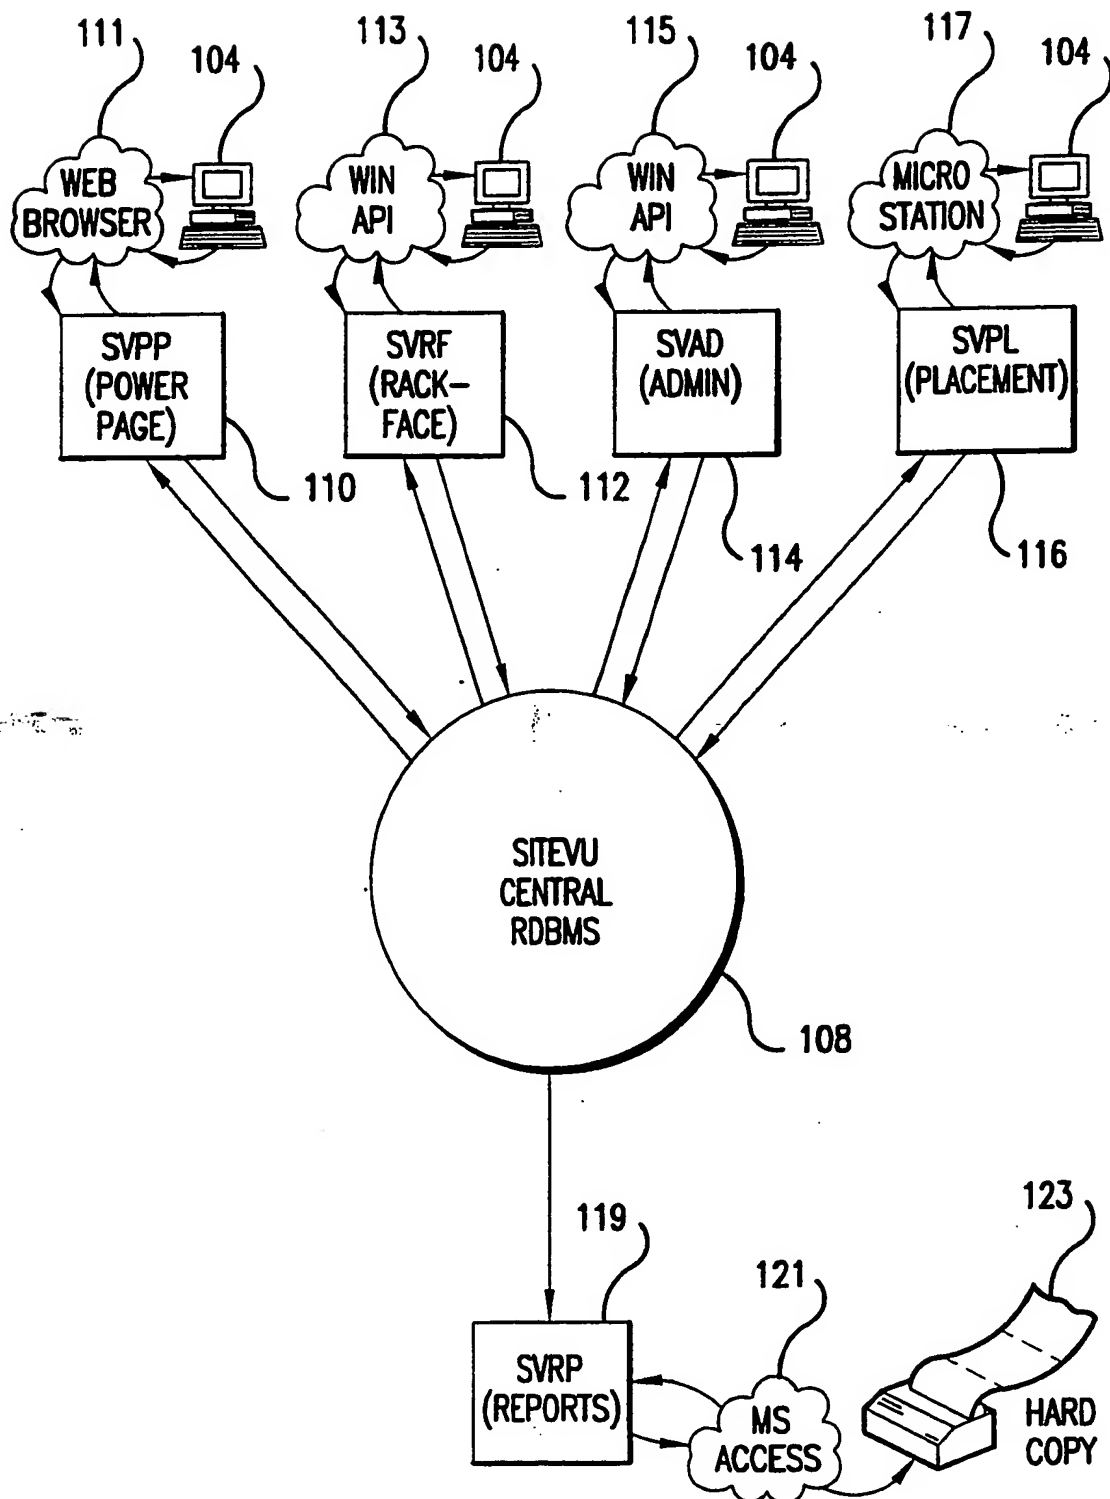 111
113
115
117
104
104
104
104
WEB
BROWSER
WIN
API
WIN
API
MICRO
STATION
SVPP
(POWER
PAGE)
SVRF
(RACK-
FACE)
SVAD
(ADMIN)
SVPL
(PLACEMENT)
110
112
114
116
SITEVU
CENTRAL
RDBMS
108
119
121
123
SVRP
(REPORTS)
MS
ACCESS
HARD
COPY